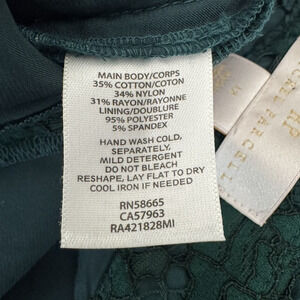 MAIN BODY/CORPS
35% COTTON/COTON
34% NYLON
31% RAYON/RAYONNE
LINING/DOUBLURE
95% POLYESTER
5% SPANDEX
HAND WASH COLD,
SEPARATELY,
MILD DETERGENT
DO NOT BLEACH
RESHAPE, LAY FLAT TO DRY
COOL IRON IF NEEDED
RN58665
CA57963
RA421828MI